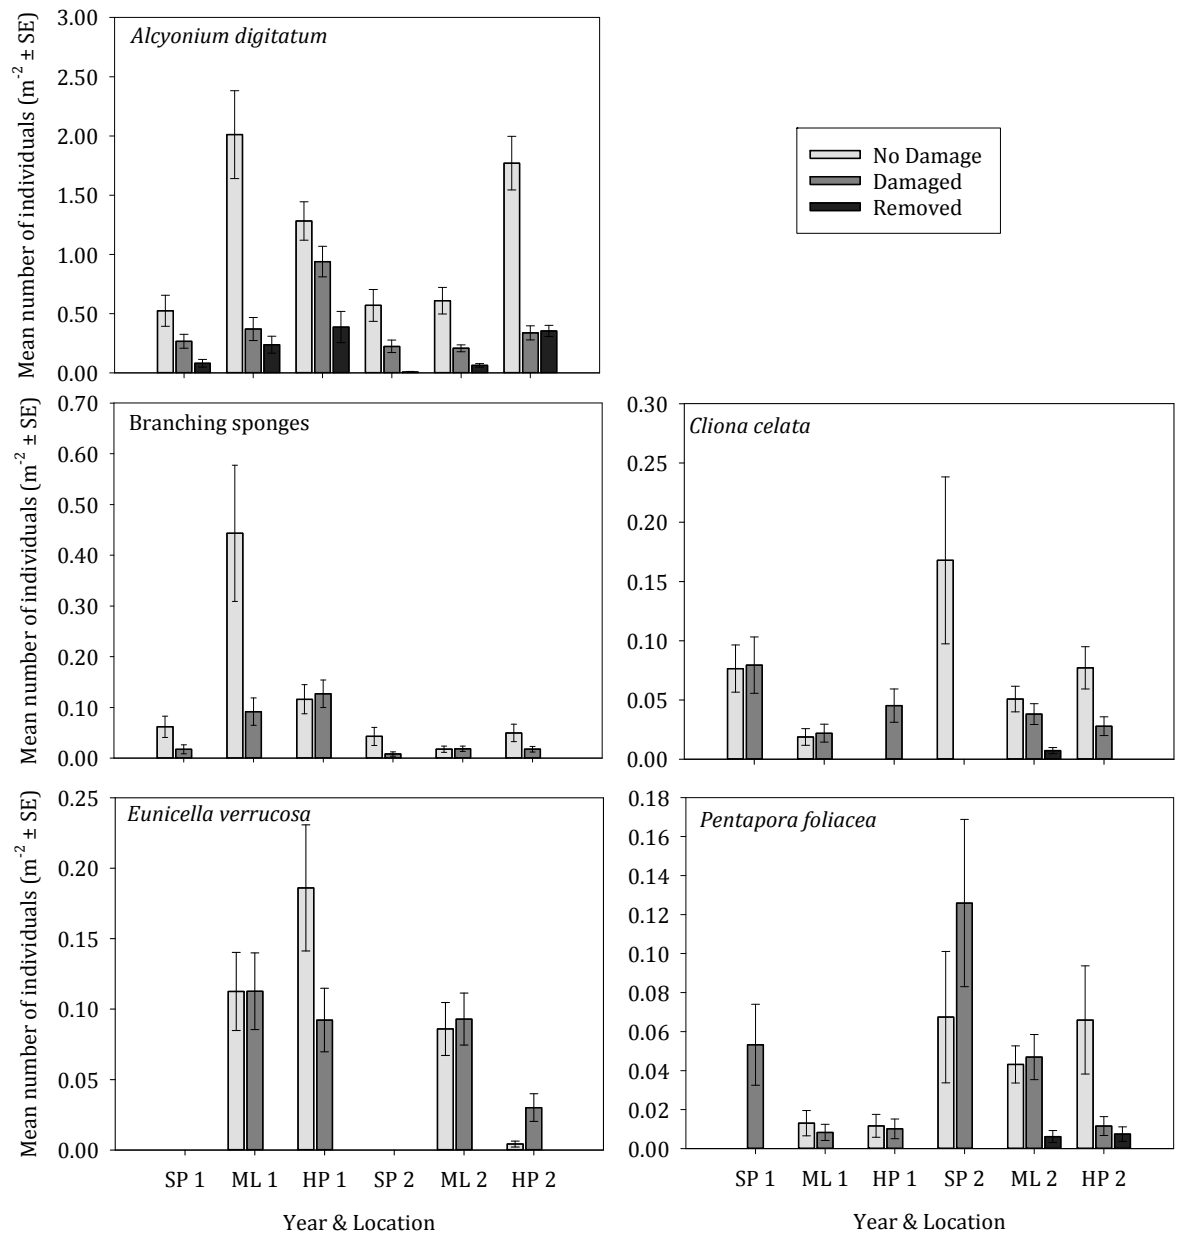 Mean number of individuals (m-2 ± SE)
Alcyonium digitatum
3.00
2.50
2.00
1.50
1.00
0.50
0.00
No Damage
Damaged
Removed
Mean number of individuals (m-2 ± SE)
Branching sponges
0.70
0.60
0.50
0.40
0.30
0.20
0.10
0.00
Cliona celata
0.30
0.25
0.20
0.15
0.10
0.05
0.00
Mean number of individuals (m-2 ± SE)
Eunicella verrucosa
0.25
0.20
0.15
0.10
0.05
0.00
SP 1 ML 1 HP 1 SP 2 ML 2 HP 2
Year & Location
Pentapora foliacea
0.18
0.16
0.14
0.12
0.10
0.08
0.06
0.04
0.02
0.00
SP 1 ML 1 HP 1 SP 2 ML 2 HP 2
Year & Location